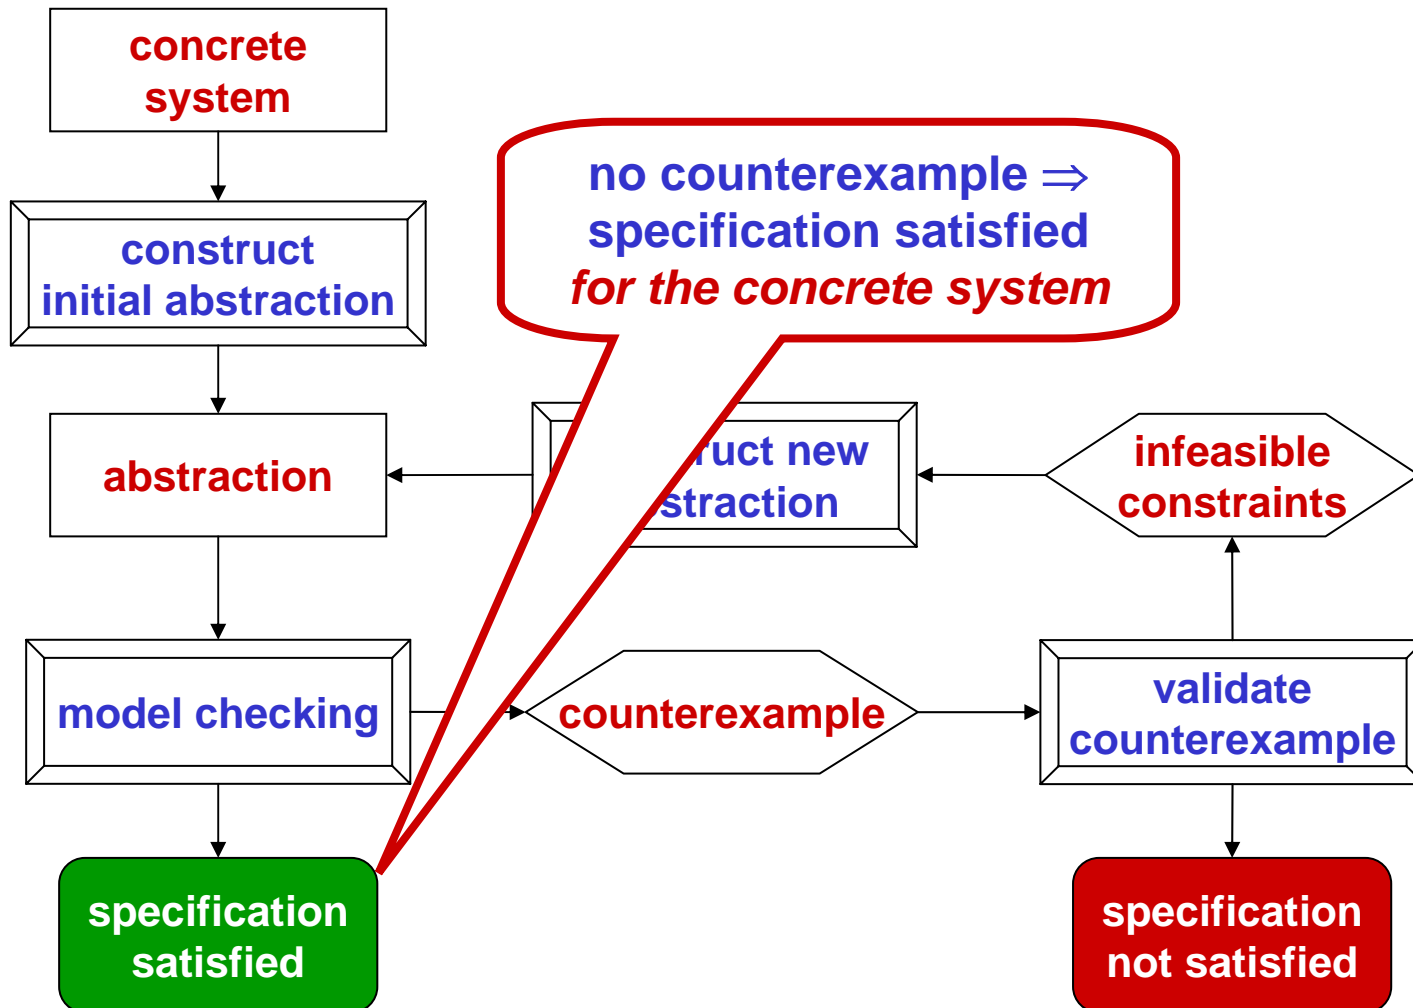 concrete
system
no counterexample ⇒
specification satisfied
for the concrete system
construct
initial abstraction
abstraction
ruct new
straction
infeasible
constraints
model checking
counterexample
validate
counterexample
specification
satisfied
specification
not satisfied